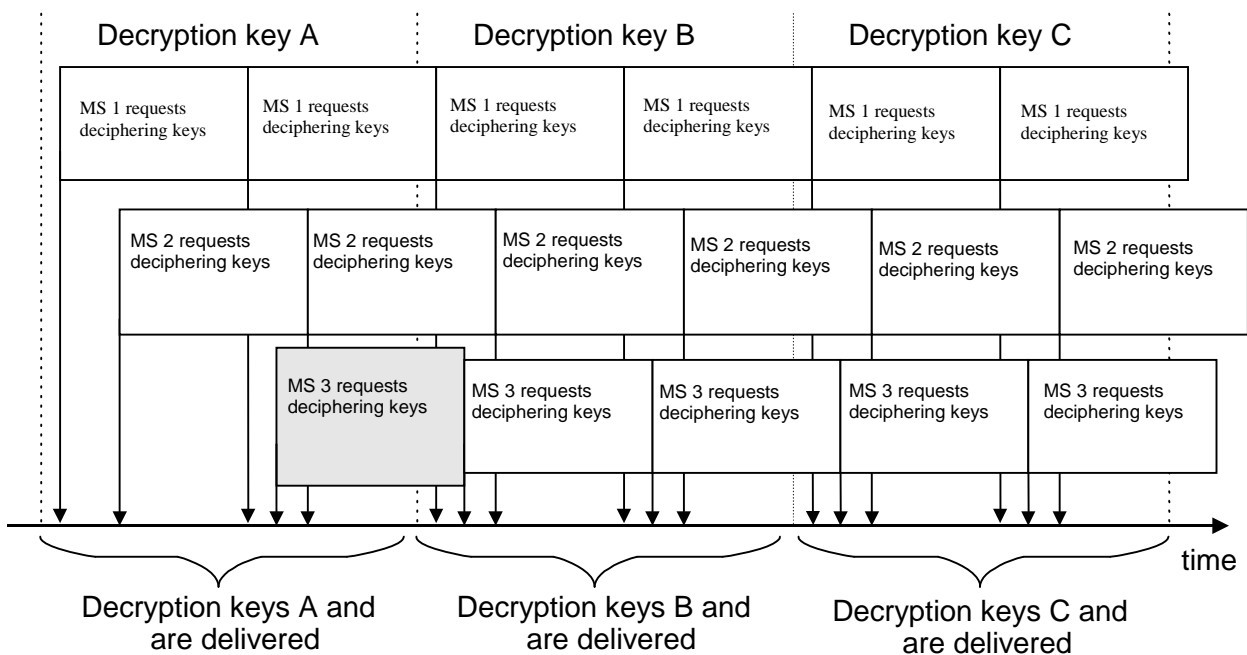 Decryption key A
Decryption key B
Decryption key C
MS 1 requests
deciphering keys
MS 1 requests
deciphering keys
MS 1 requests
deciphering keys
MS 1 requests
deciphering keys
MS 1 requests
deciphering keys
MS 1 requests
deciphering keys
MS 2 requests
deciphering keys
MS 2 requests
deciphering keys
MS 2 requests
deciphering keys
MS 2 requests
deciphering keys
MS 2 requests
deciphering keys
MS 2 requests
deciphering keys
MS 3 requests
deciphering keys
MS 3 requests
deciphering keys
MS 3 requests
deciphering keys
MS 3 requests
deciphering keys
MS 3 requests
deciphering keys
time
Decryption keys A and
are delivered
Decryption keys B and
are delivered
Decryption keys C and
are delivered